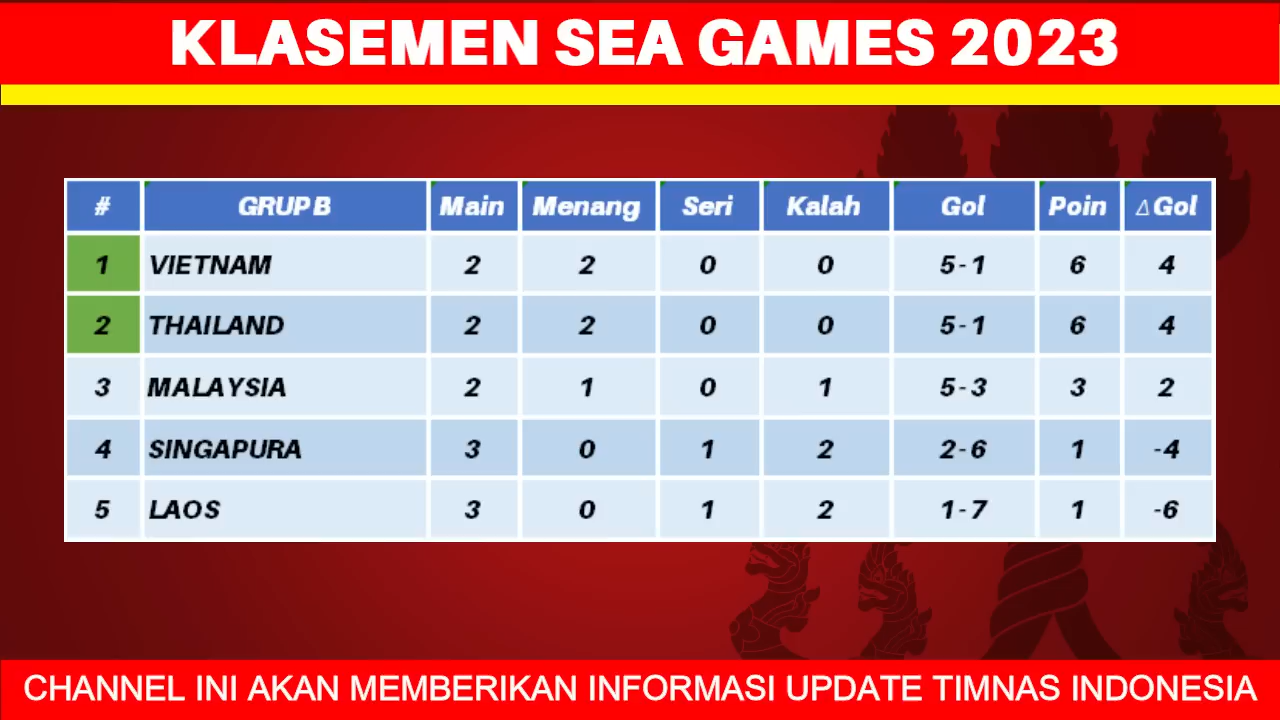 KLASEMEN SEA GAMES 2023
# GRUP B Main Menang Seri Kalah Gol Poin Δ Gol
1 VIETNAM 2 2 0 0 5-1 6 4
2 THAILAND 2 2 0 0 5-1 6 4
3 MALAYSIA 2 1 0 1 5-3 3 2
4 SINGAPURA 3 0 1 2 2-6 1 -4
5 LAOS 3 0 1 2 1-7 1 -6
CHANNEL INI AKAN MEMBERIKAN INFORMASI UPDATE TIMNAS INDONESIA